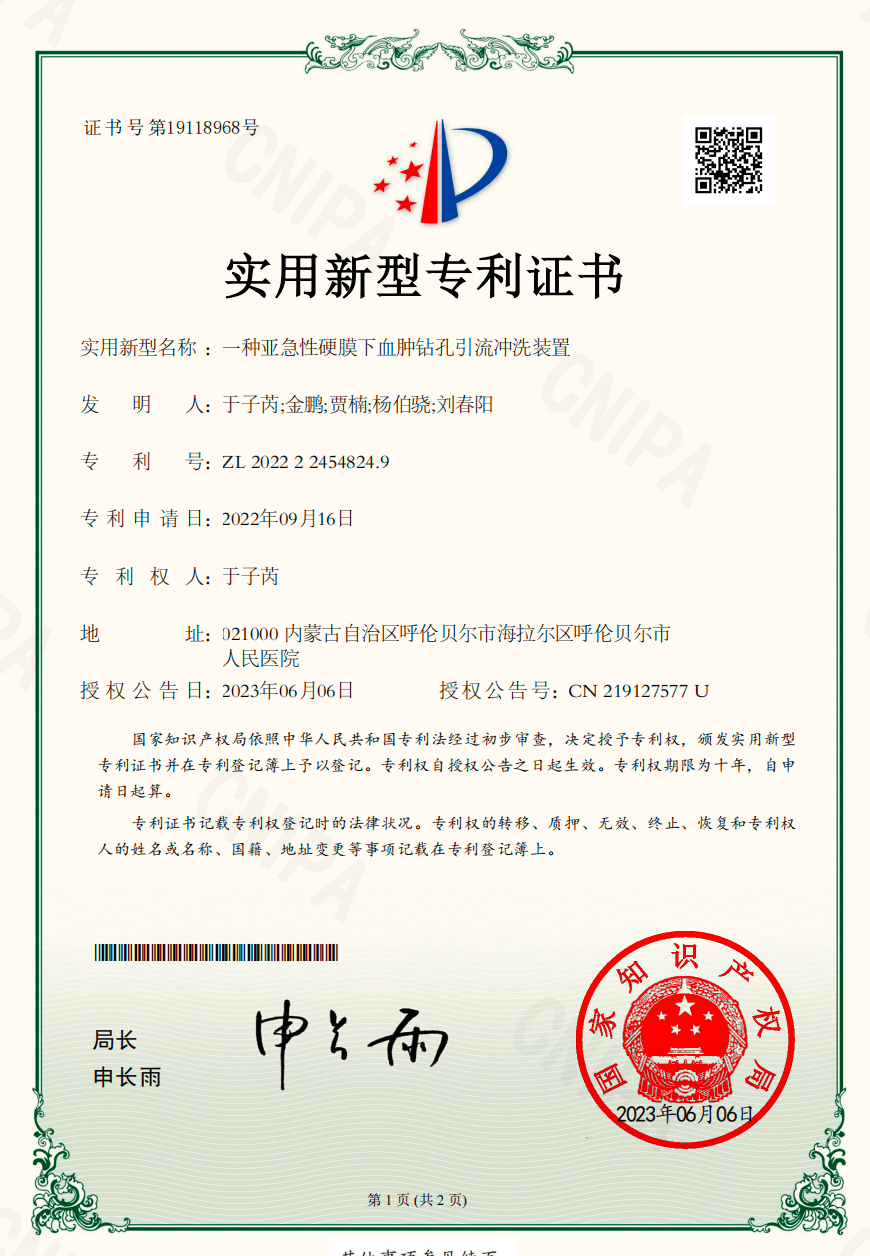 证书号第19118968号
实用新型专利证书
实用新型名称：一种亚急性硬膜下血肿钻孔引流冲洗装置
发明人：于子芮;金鹏;贾楠;杨伯骁;刘春阳
专利号：ZL 2022 2 2454824.9
专利申请日：2022年09月16日
专利权人：于子芮
地址：021000 内蒙古自治区呼伦贝尔市海拉尔区呼伦贝尔市
人民医院
授权公告日：2023年06月06日 授权公告号：CN 219127577 U
国家知识产权局依照中华人民共和国专利法经过初步审查，决定授予专利权，颁发实用新型
专利证书并在专利登记簿上予以登记。专利权自授权公告之日起生效。专利权期限为十年，自申
请日起算。
专利证书记载专利权登记时的法律状况。专利权的转移、质押、无效、终止、恢复和专利权
人的姓名或名称、国籍、地址变更等事项记载在专利登记簿上。
局长
申长雨
申长雨
国家知识产权局
2023年06月06日
第 1 页 (共 2 页)
其他事项参见续页
CNIPA
CNIPA
CNIPA